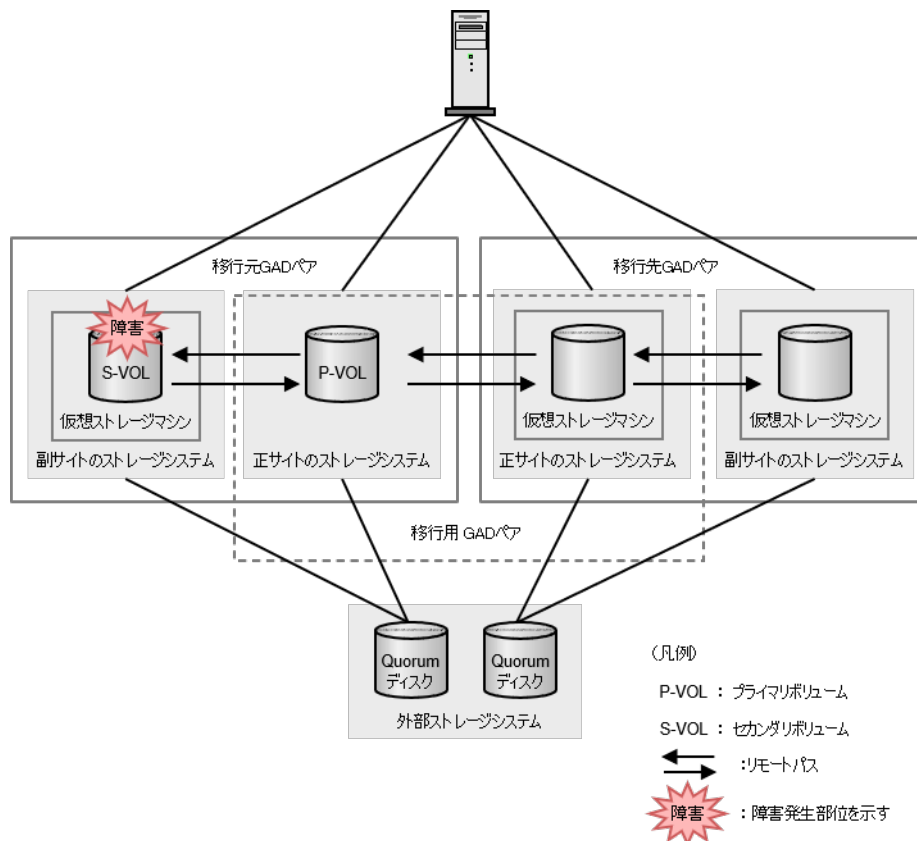 移行元GADペア
移行先GADペア
障害
S-VOL
P-VOL
仮想ストレージマシン
仮想ストレージマシン
仮想ストレージマシン
副サイトのストレージシステム
正サイトのストレージシステム
正サイトのストレージシステム
副サイトのストレージシステム
移行用 GADペア
Quorum
ディスク
Quorum
ディスク
外部ストレージシステム
(凡例)
P-VOL : プライマリボリューム
S-VOL : セカンダリボリューム
:リモートパス
障害 : 障害発生部位を示す